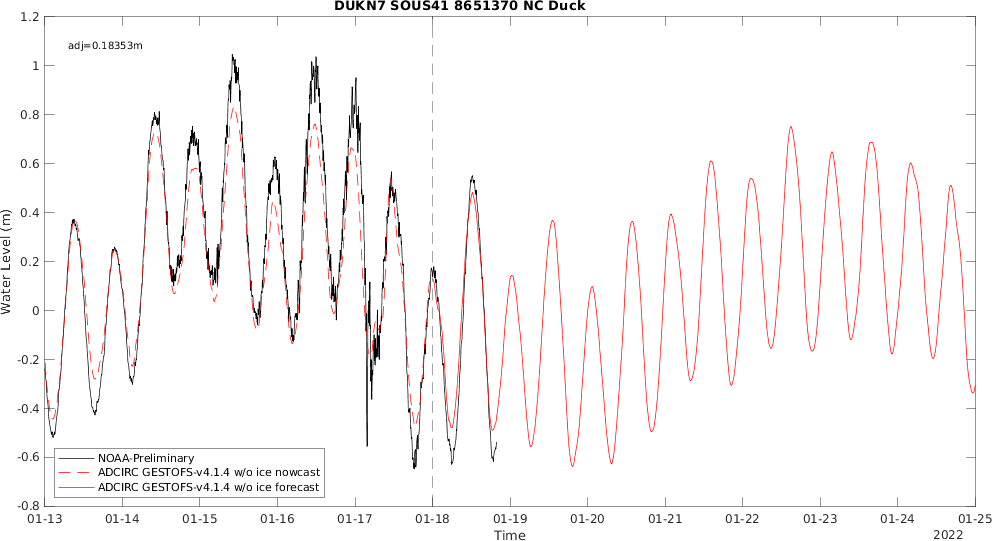 DUKN7 SOUS41 8651370 NC Duck
adj=0.18353m
1.2
1
0.8
0.6
0.4
0.2
0
-0.2
-0.4
-0.6
-0.8
Water Level (m)
NOAA-Preliminary
ADCIRC GESTOFS-v4.1.4 w/o ice nowcast
ADCIRC GESTOFS-v4.1.4 w/o ice forecast
01-13 01-14 01-15 01-16 01-17 01-18 01-19 01-20 01-21 01-22 01-23 01-24 01-25
Time
2022